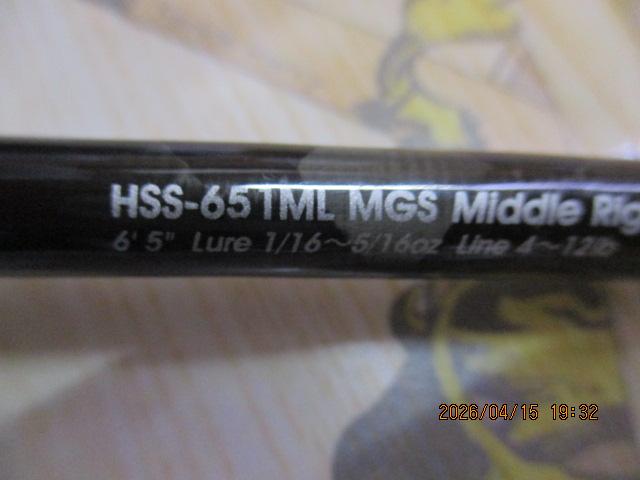 HSS-651ML MGS Middle Rig
6' 5" Lure 1/16~5/16oz Line 4~12lb
2026/04/15 19:32